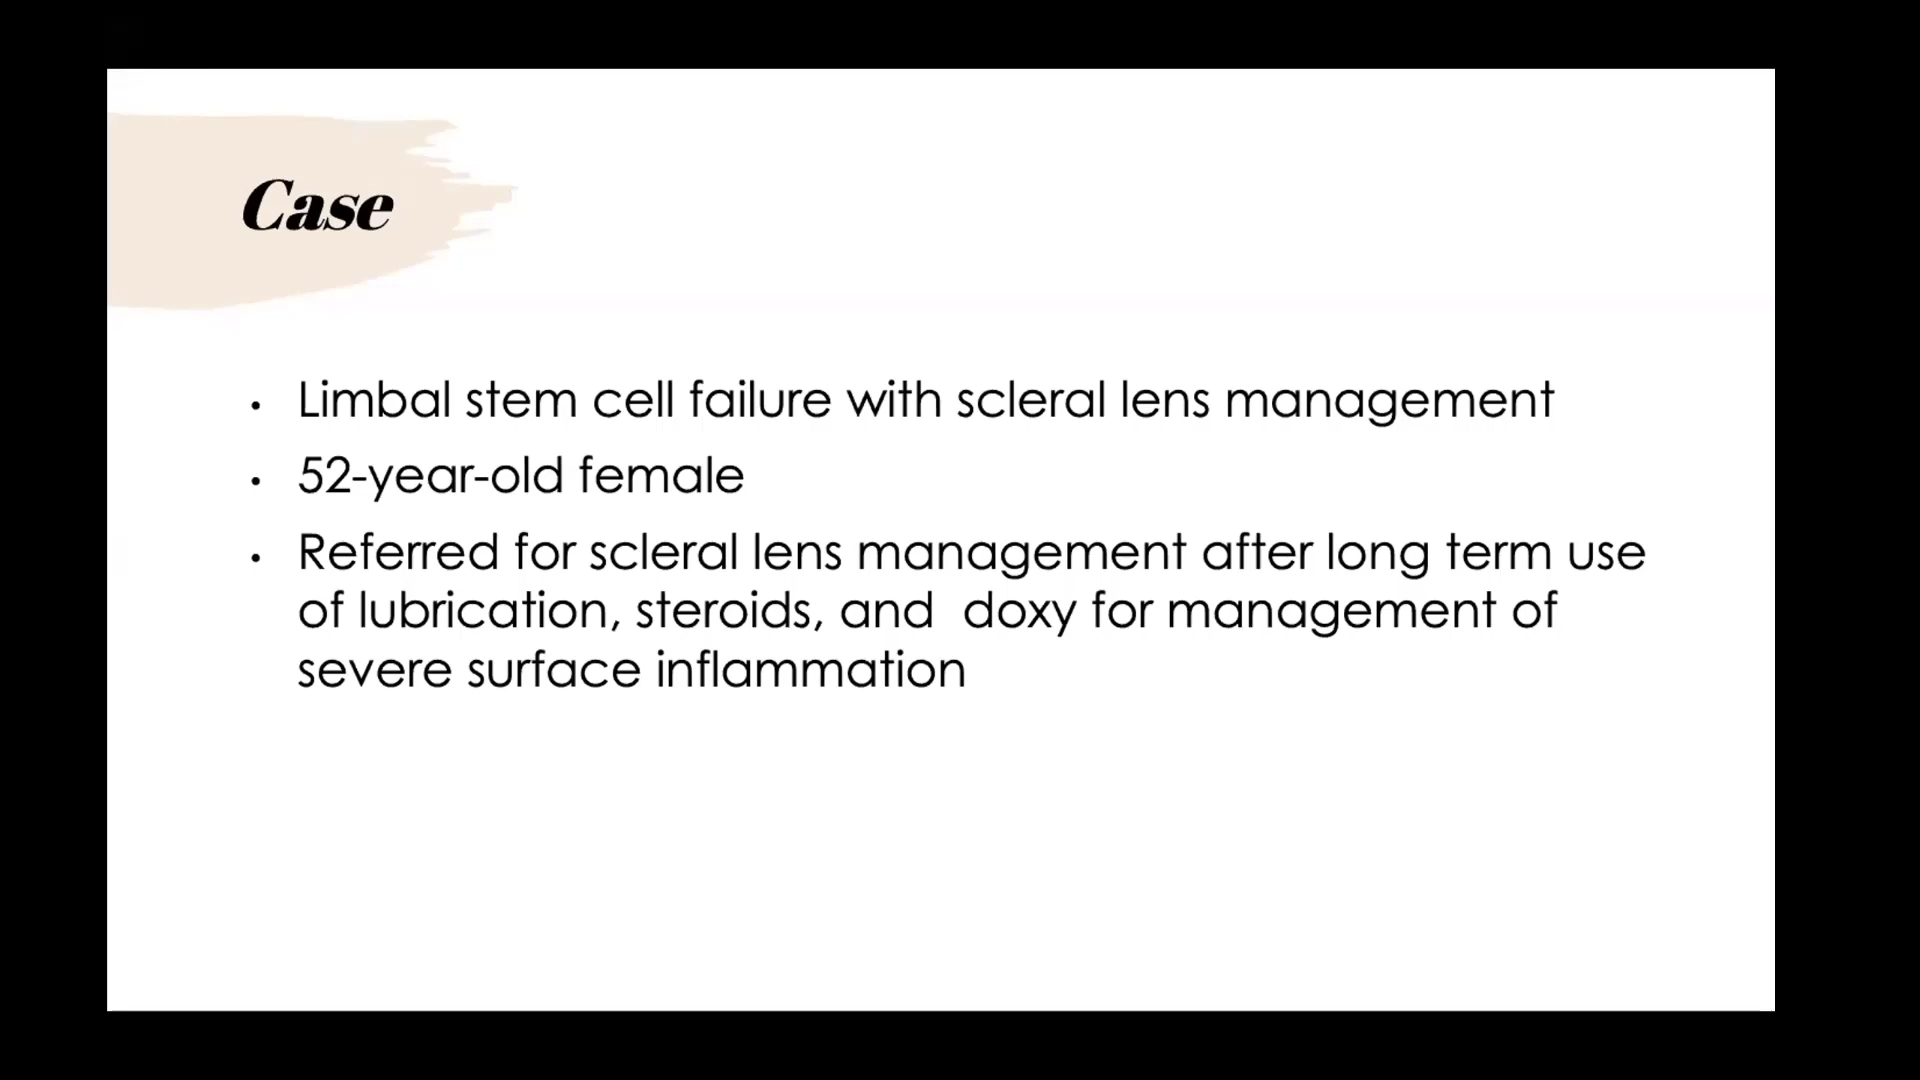 Case
• Limbal stem cell failure with scleral lens management
• 52-year-old female
• Referred for scleral lens management after long term use
of lubrication, steroids, and  doxy for management of
severe surface inflammation